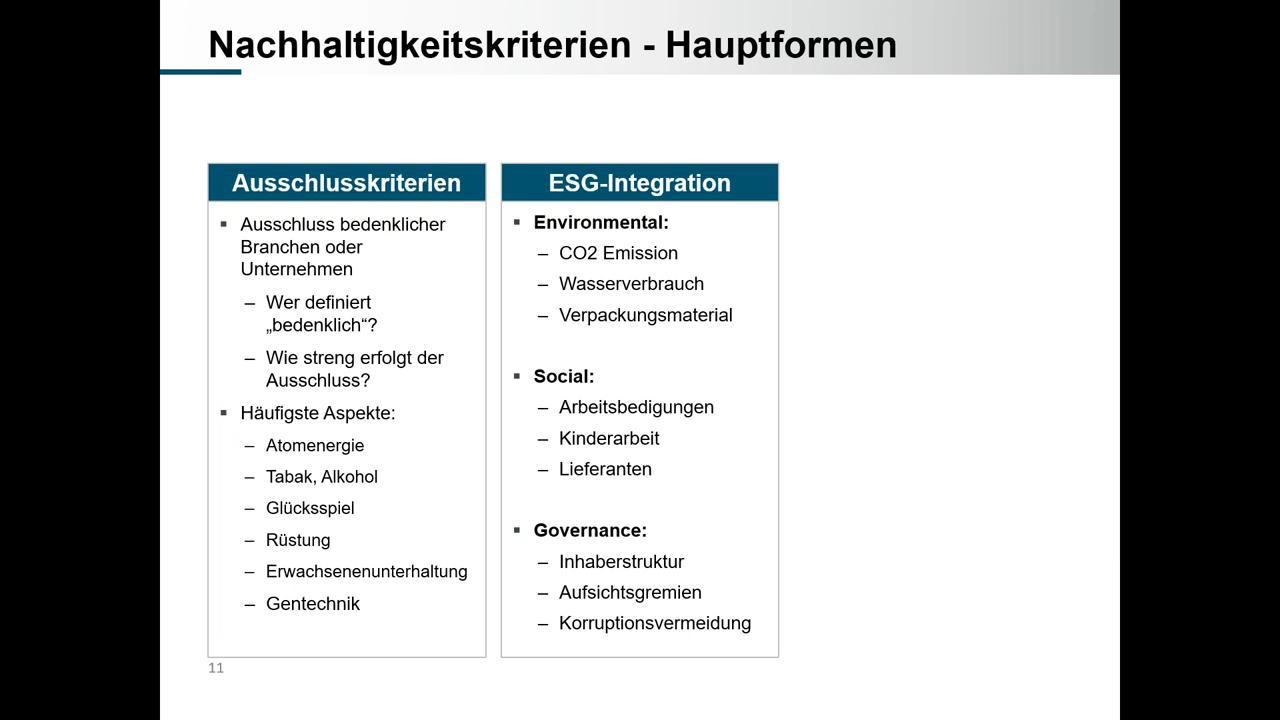 Nachhaltigkeitskriterien - Hauptformen
Ausschlusskriterien
▪ Ausschluss bedenklicher
Branchen oder
Unternehmen
– Wer definiert
„bedenklich“?
– Wie streng erfolgt der
Ausschluss?
▪ Häufigste Aspekte:
– Atomenergie
– Tabak, Alkohol
– Glücksspiel
– Rüstung
– Erwachsenenunterhaltung
– Gentechnik
ESG-Integration
▪ Environmental:
– CO2 Emission
– Wasserverbrauch
– Verpackungsmaterial
▪ Social:
– Arbeitsbedigungen
– Kinderarbeit
– Lieferanten
▪ Governance:
– Inhaberstruktur
– Aufsichtsgremien
– Korruptionsvermeidung
11